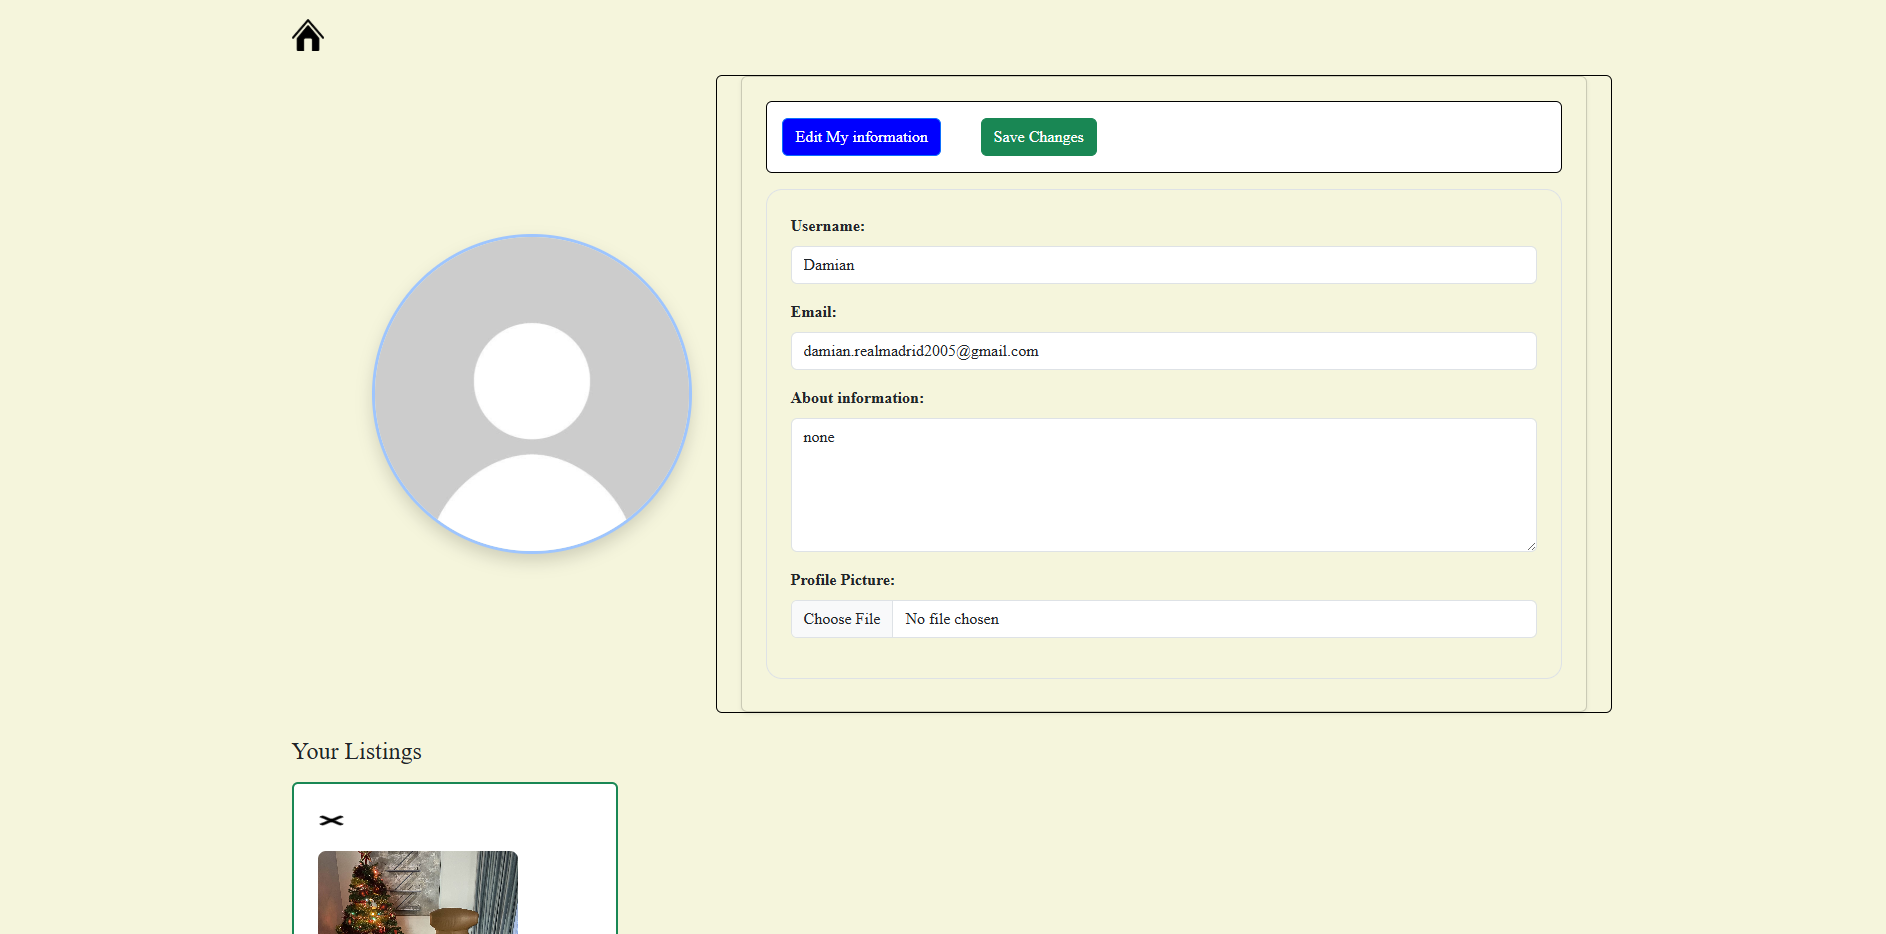 Edit My information
Save Changes
Username:
Damian
Email:
damian.realmadrid2005@gmail.com
About information:
none
Profile Picture:
Choose File
No file chosen
Your Listings